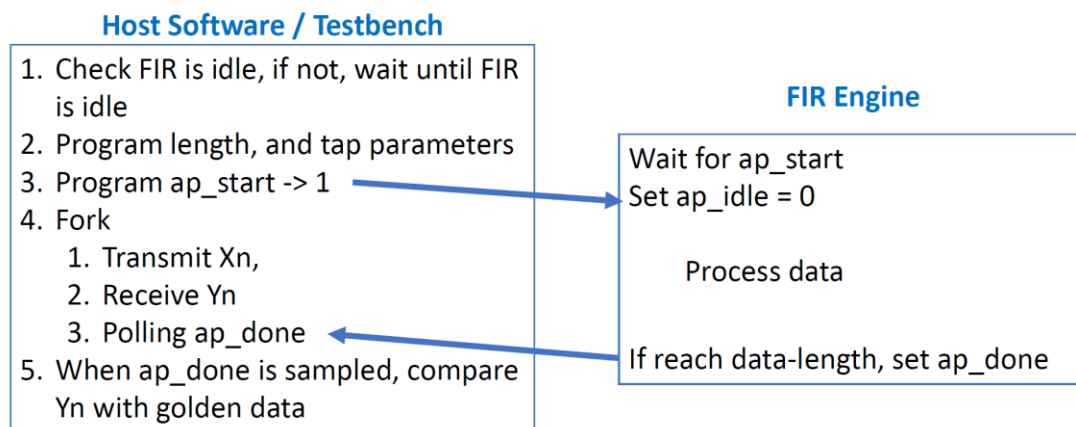 Host Software / Testbench
1. Check FIR is idle, if not, wait until FIR
is idle
2. Program length, and tap parameters
3. Program ap_start -> 1
4. Fork
1. Transmit Xn,
2. Receive Yn
3. Polling ap_done
5. When ap_done is sampled, compare
Yn with golden data
FIR Engine
Wait for ap_start
Set ap_idle = 0
Process data
If reach data-length, set ap_done